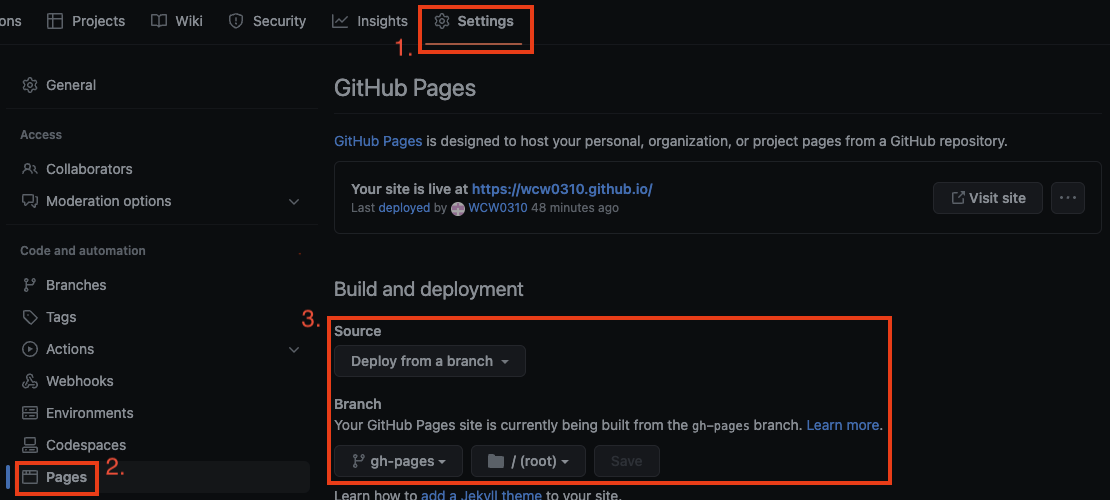 ons Projects Wiki Security Insights Settings
1.
General
GitHub Pages
Access
GitHub Pages is designed to host your personal, organization, or project pages from a GitHub repository.
Collaborators
Moderation options
Your site is live at https://wcw0310.github.io/
Last deployed by WCW0310 48 minutes ago
Visit site
Code and automation
Branches
Tags
Actions
Webhooks
Environments
Codespaces
Pages
2.
Build and deployment
3.
Source
Deploy from a branch
Branch
Your GitHub Pages site is currently being built from the gh-pages branch. Learn more.
gh-pages / (root) Save
Learn how to add a Jekyll theme to your site.